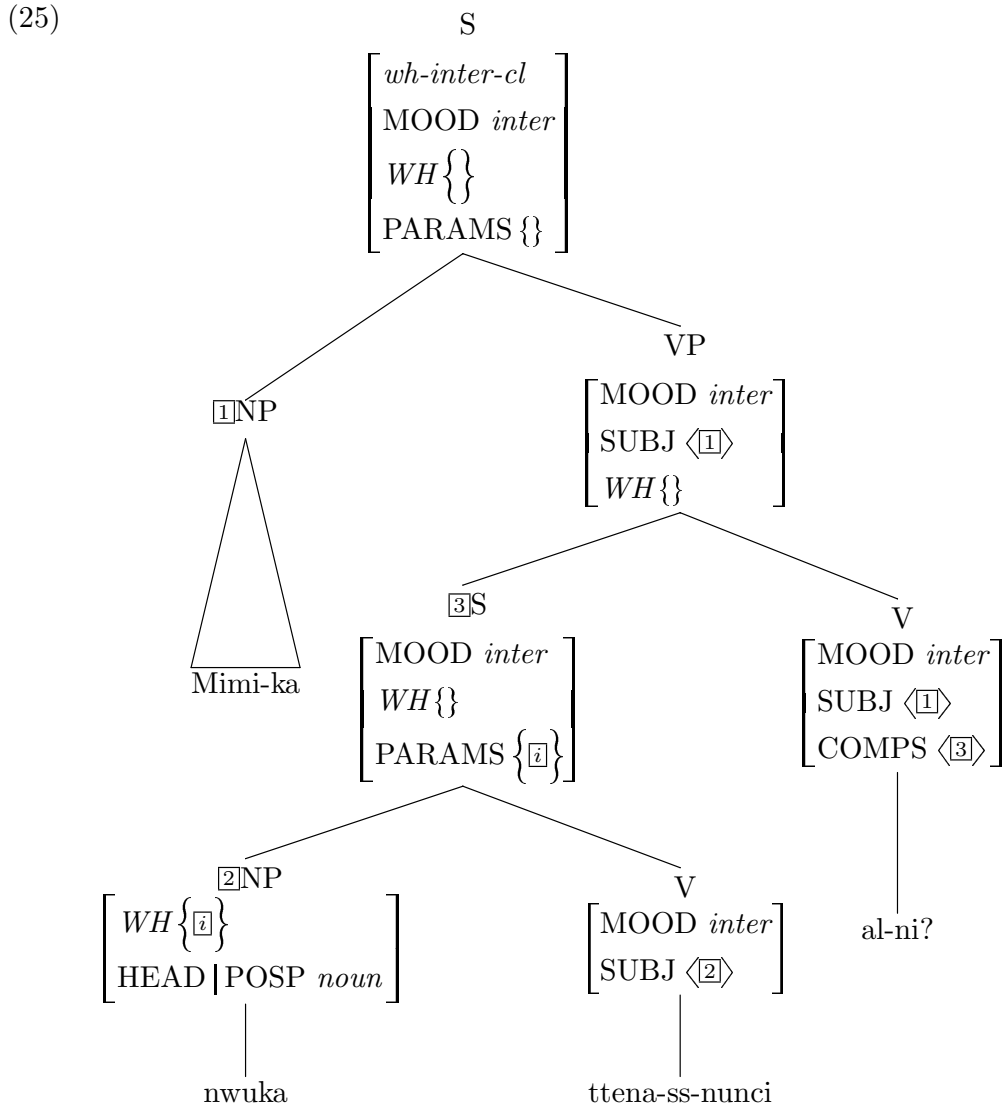 (25)
S
wh-inter-cl
MOOD inter
WH {}
PARAMS {}
VP
MOOD inter
SUBJ ⟨1⟩
WH {}
1NP
Mimi-ka
3S
MOOD inter
WH {}
PARAMS {i}
V
MOOD inter
SUBJ ⟨1⟩
COMPS ⟨3⟩
al-ni?
2NP
WH {i}
HEAD | POSP noun
nwuka
V
MOOD inter
SUBJ ⟨2⟩
ttena-ss-nunci